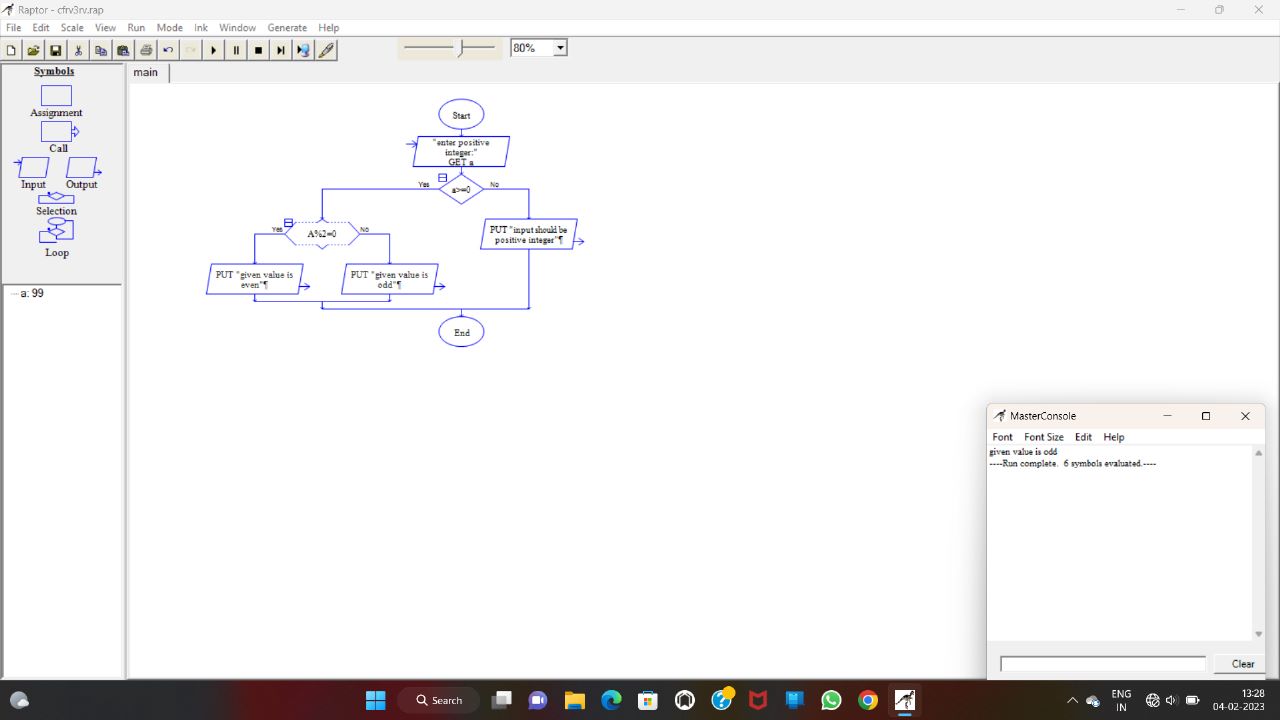 Raptor - cfrv3rv.rap
File Edit Scale View Run Mode Ink Window Generate Help
80%
Symbols
Assignment
Call
Input Output
Selection
Loop
a: 99
main
Start
"enter positive
integer:"
GET a
Yes a>=0 No
Yes A%2=0 No
PUT "input should be
positive integer"¶
PUT "given value is
even"¶
PUT "given value is
odd"¶
End
MasterConsole
Font Font Size Edit Help
given value is odd
----Run complete. 6 symbols evaluated.----
Clear
Search
ENG
IN
13:28
04-02-2023